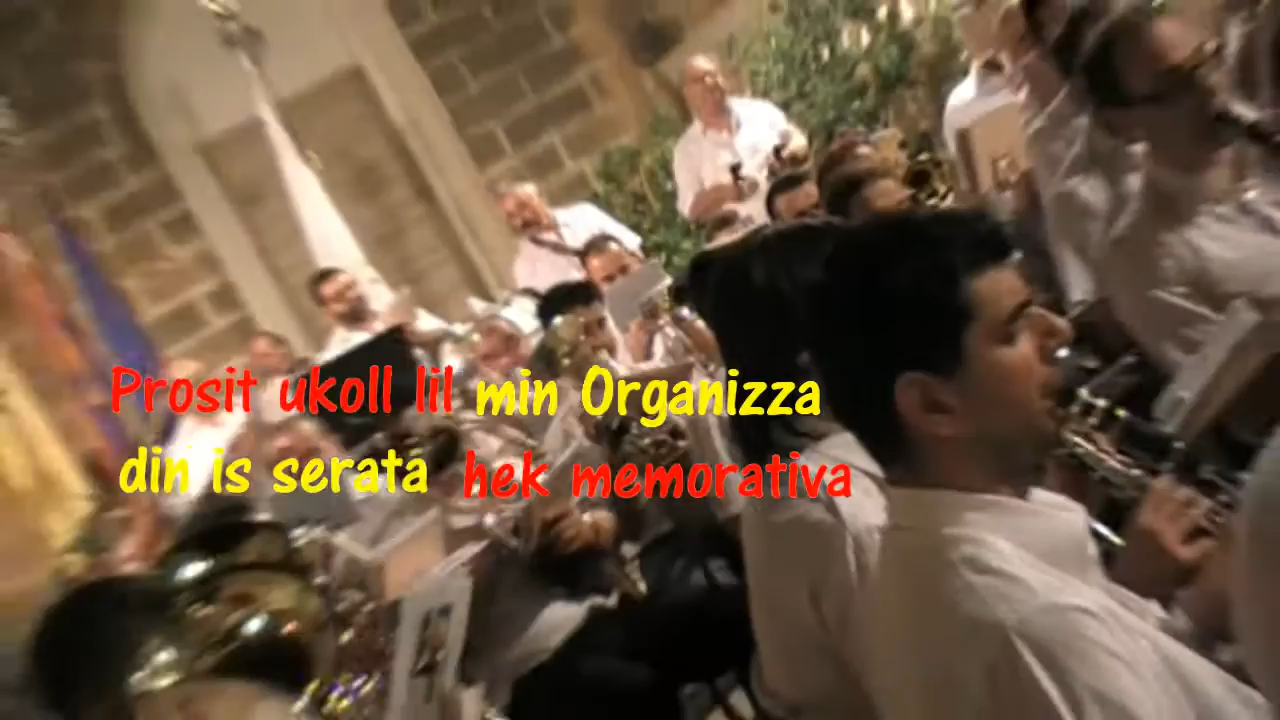 Prosit ukoll lil min Organizza
din is serata hek memorativa